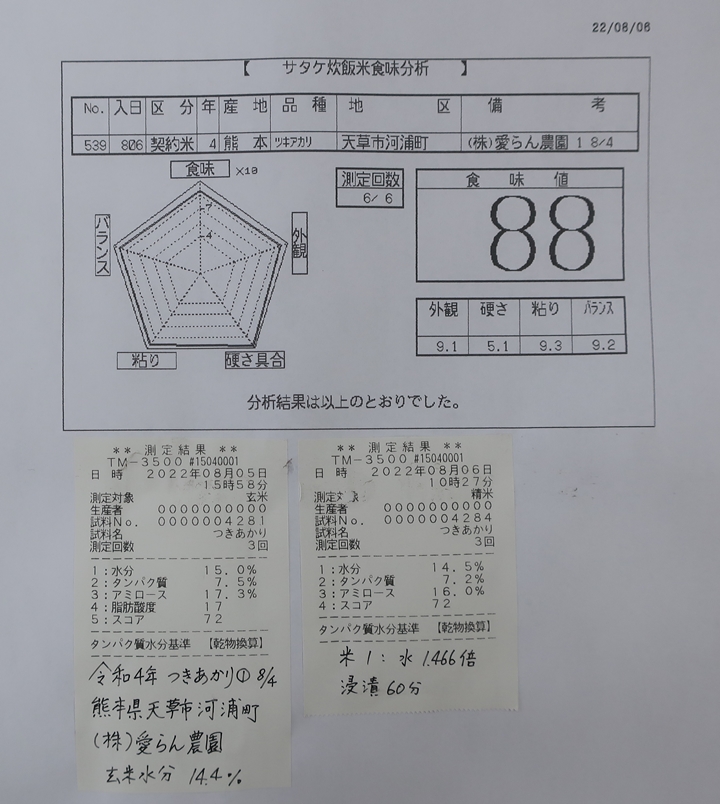 22/08/06
【 サタケ炊飯米食味分析 】
No. 入日 区分 年 産地 品種 地区 備考
539 806 契約米 4 熊本 ツキアカリ 天草市河浦町 (株)愛らん農園 1 8/4
食味 ×10
7
4
バランス
外観
粘り
硬さ具合
測定回数
6/ 6
食味値
88
外観 硬さ 粘り バランス
9.1 5.1 9.3 9.2
分析結果は以上のとおりでした。
** 測定結果 **
TM-3500 #15040001
日時 2022年08月05日
15時58分
測定対象 玄米
生産者 0000000000
試料No. 0000004281
試料名 つきあかり
測定回数 3回
1:水分 15.0%
2:タンパク質 7.5%
3:アミロース 17.3%
4:脂肪酸度 17
5:スコア 72
タンパク質水分基準 【乾物換算】
令和4年 つきあかり① 8/4
熊本県天草市河浦町
(株)愛らん農園
玄米水分 14.4%
** 測定結果 **
TM-3500 #15040001
日時 2022年08月06日
10時27分
測定対象 精米
生産者 0000000000
試料No. 0000004284
試料名 つきあかり
測定回数 3回
1:水分 14.5%
2:タンパク質 7.2%
3:アミロース 16.0%
4:スコア 72
タンパク質水分基準 【乾物換算】
米1:水1.466倍
浸漬60分